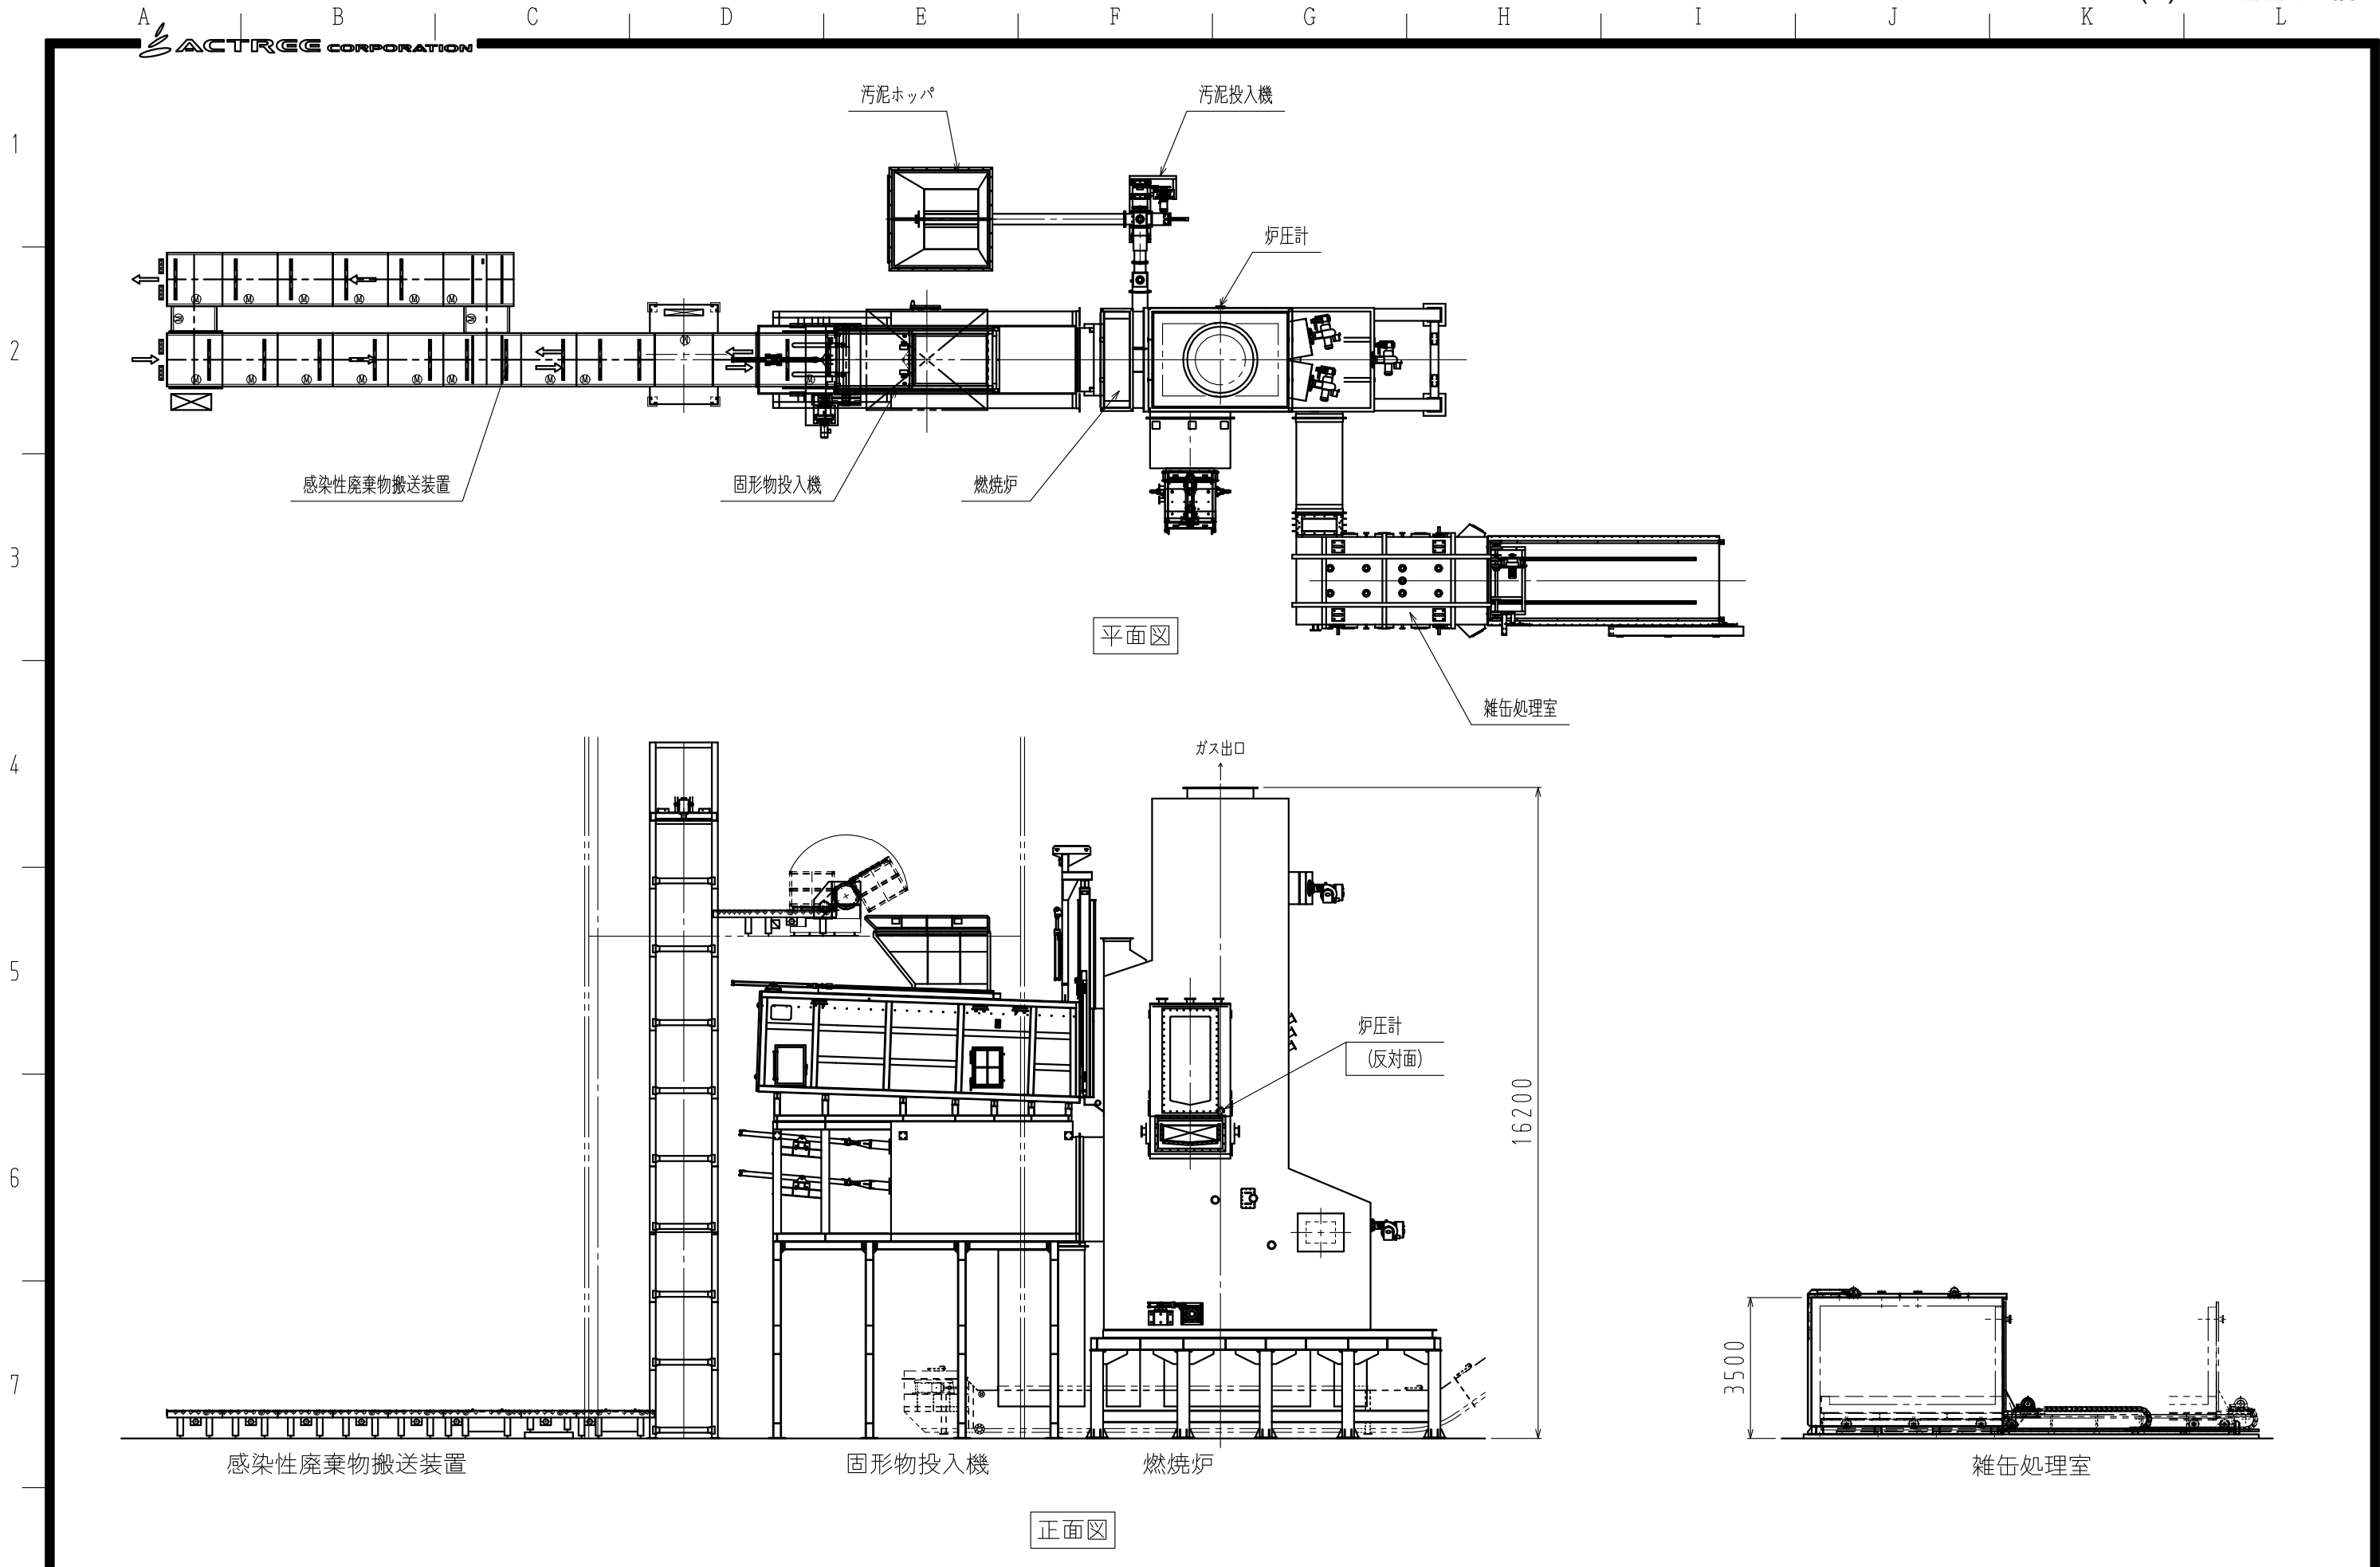 A B C D E F G H I J K L
ACTREE CORPORATION
汚泥ホッパ
汚泥投入機
1
炉圧計
2
感染性廃棄物搬送装置
固形物投入機
燃焼炉
3
平面図
雑缶処理室
4
ガス出口
5
炉圧計
(反対面)
16200
6
3500
7
感染性廃棄物搬送装置
固形物投入機
燃焼炉
雑缶処理室
正面図